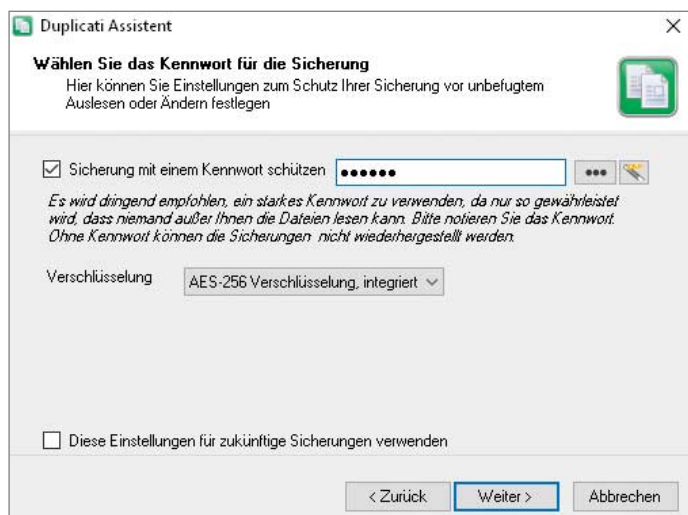 Duplicati Assistent
Wählen Sie das Kennwort für die Sicherung
Hier können Sie Einstellungen zum Schutz Ihrer Sicherung vor unbefugtem
Auslesen oder Ändern festlegen
Sicherung mit einem Kennwort schützen ●●●●●● ●●●
Es wird dringend empfohlen, ein starkes Kennwort zu verwenden, da nur so gewährleistet
wird, dass niemand außer Ihnen die Dateien lesen kann. Bitte notieren Sie das Kennwort.
Ohne Kennwort können die Sicherungen nicht wiederhergestellt werden.
Verschlüsselung AES-256 Verschlüsselung, integriert
Diese Einstellungen für zukünftige Sicherungen verwenden
< Zurück Weiter > Abbrechen